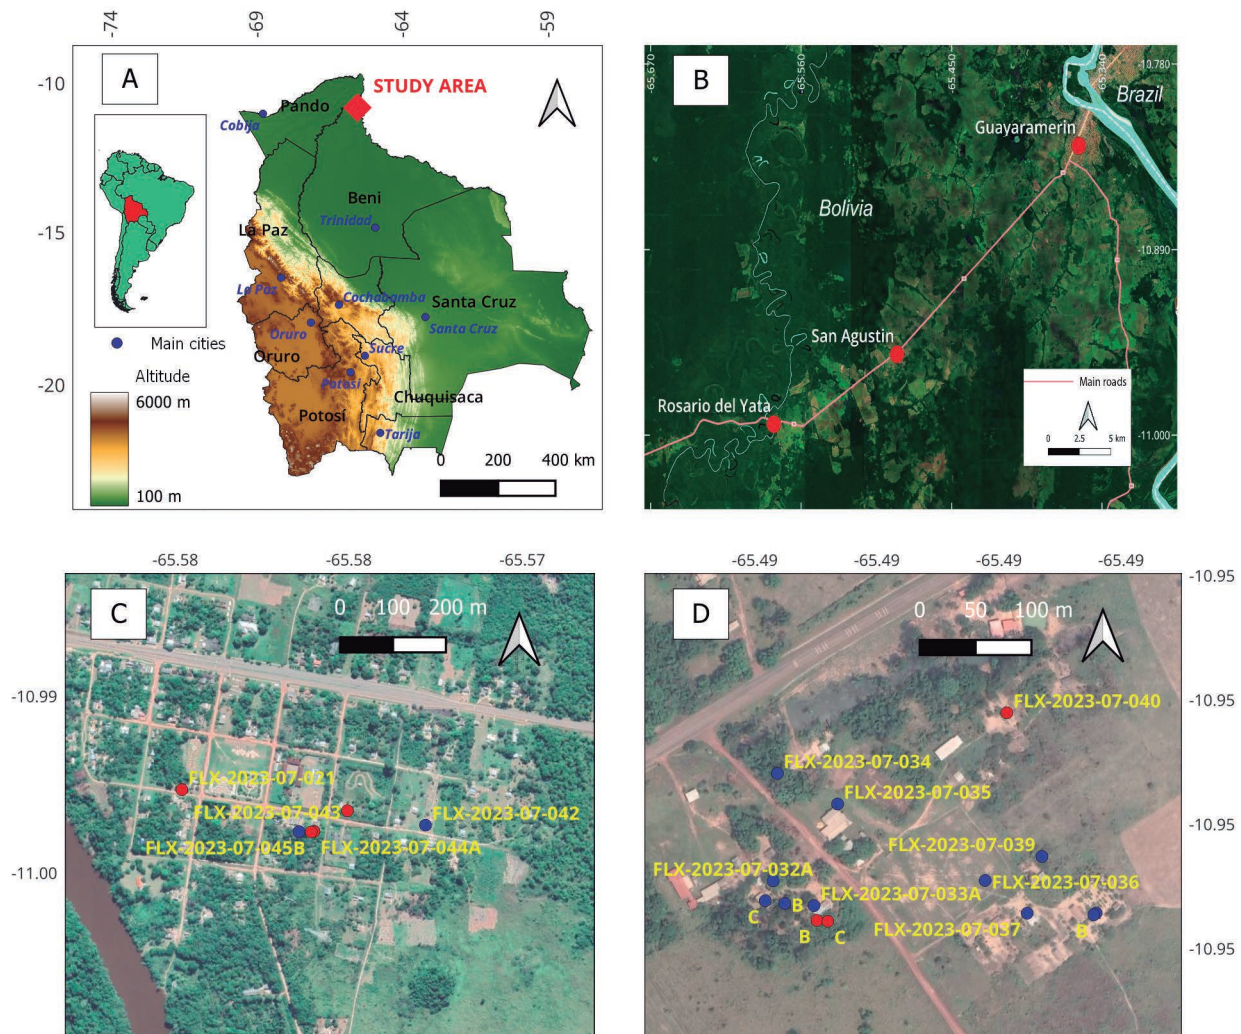 -74
-69
-64
-59
-10
-15
-20
A
STUDY AREA
Pando
Cobija
Beni
Trinidad
La Paz
La Paz
Cochabamba
Santa Cruz
Santa Cruz
Oruro
Oruro
Sucre
Potosí
Potosí
Chuquisaca
Tarija
Main cities
Altitude
6000 m
100 m
0 200 400 km
B
-65.670
-65.560
-65.450
-65.340
-10.780
-10.890
-11.000
Brazil
Guayaramerin
Bolivia
San Agustin
Rosario del Yata
Main roads
0 2.5 5 km
-65.58
-65.58
-65.57
-10.99
-11.00
C
0 100 200 m
FLX-2023-07-021
FLX-2023-07-043
FLX-2023-07-042
FLX-2023-07-045B
FLX-2023-07-044A
-65.49
-65.49
-65.49
-65.49
-10.95
-10.95
-10.95
-10.95
D
0 50 100 m
FLX-2023-07-040
FLX-2023-07-034
FLX-2023-07-035
FLX-2023-07-039
FLX-2023-07-032A
FLX-2023-07-036
FLX-2023-07-033A
C
B
FLX-2023-07-037
B
B
C